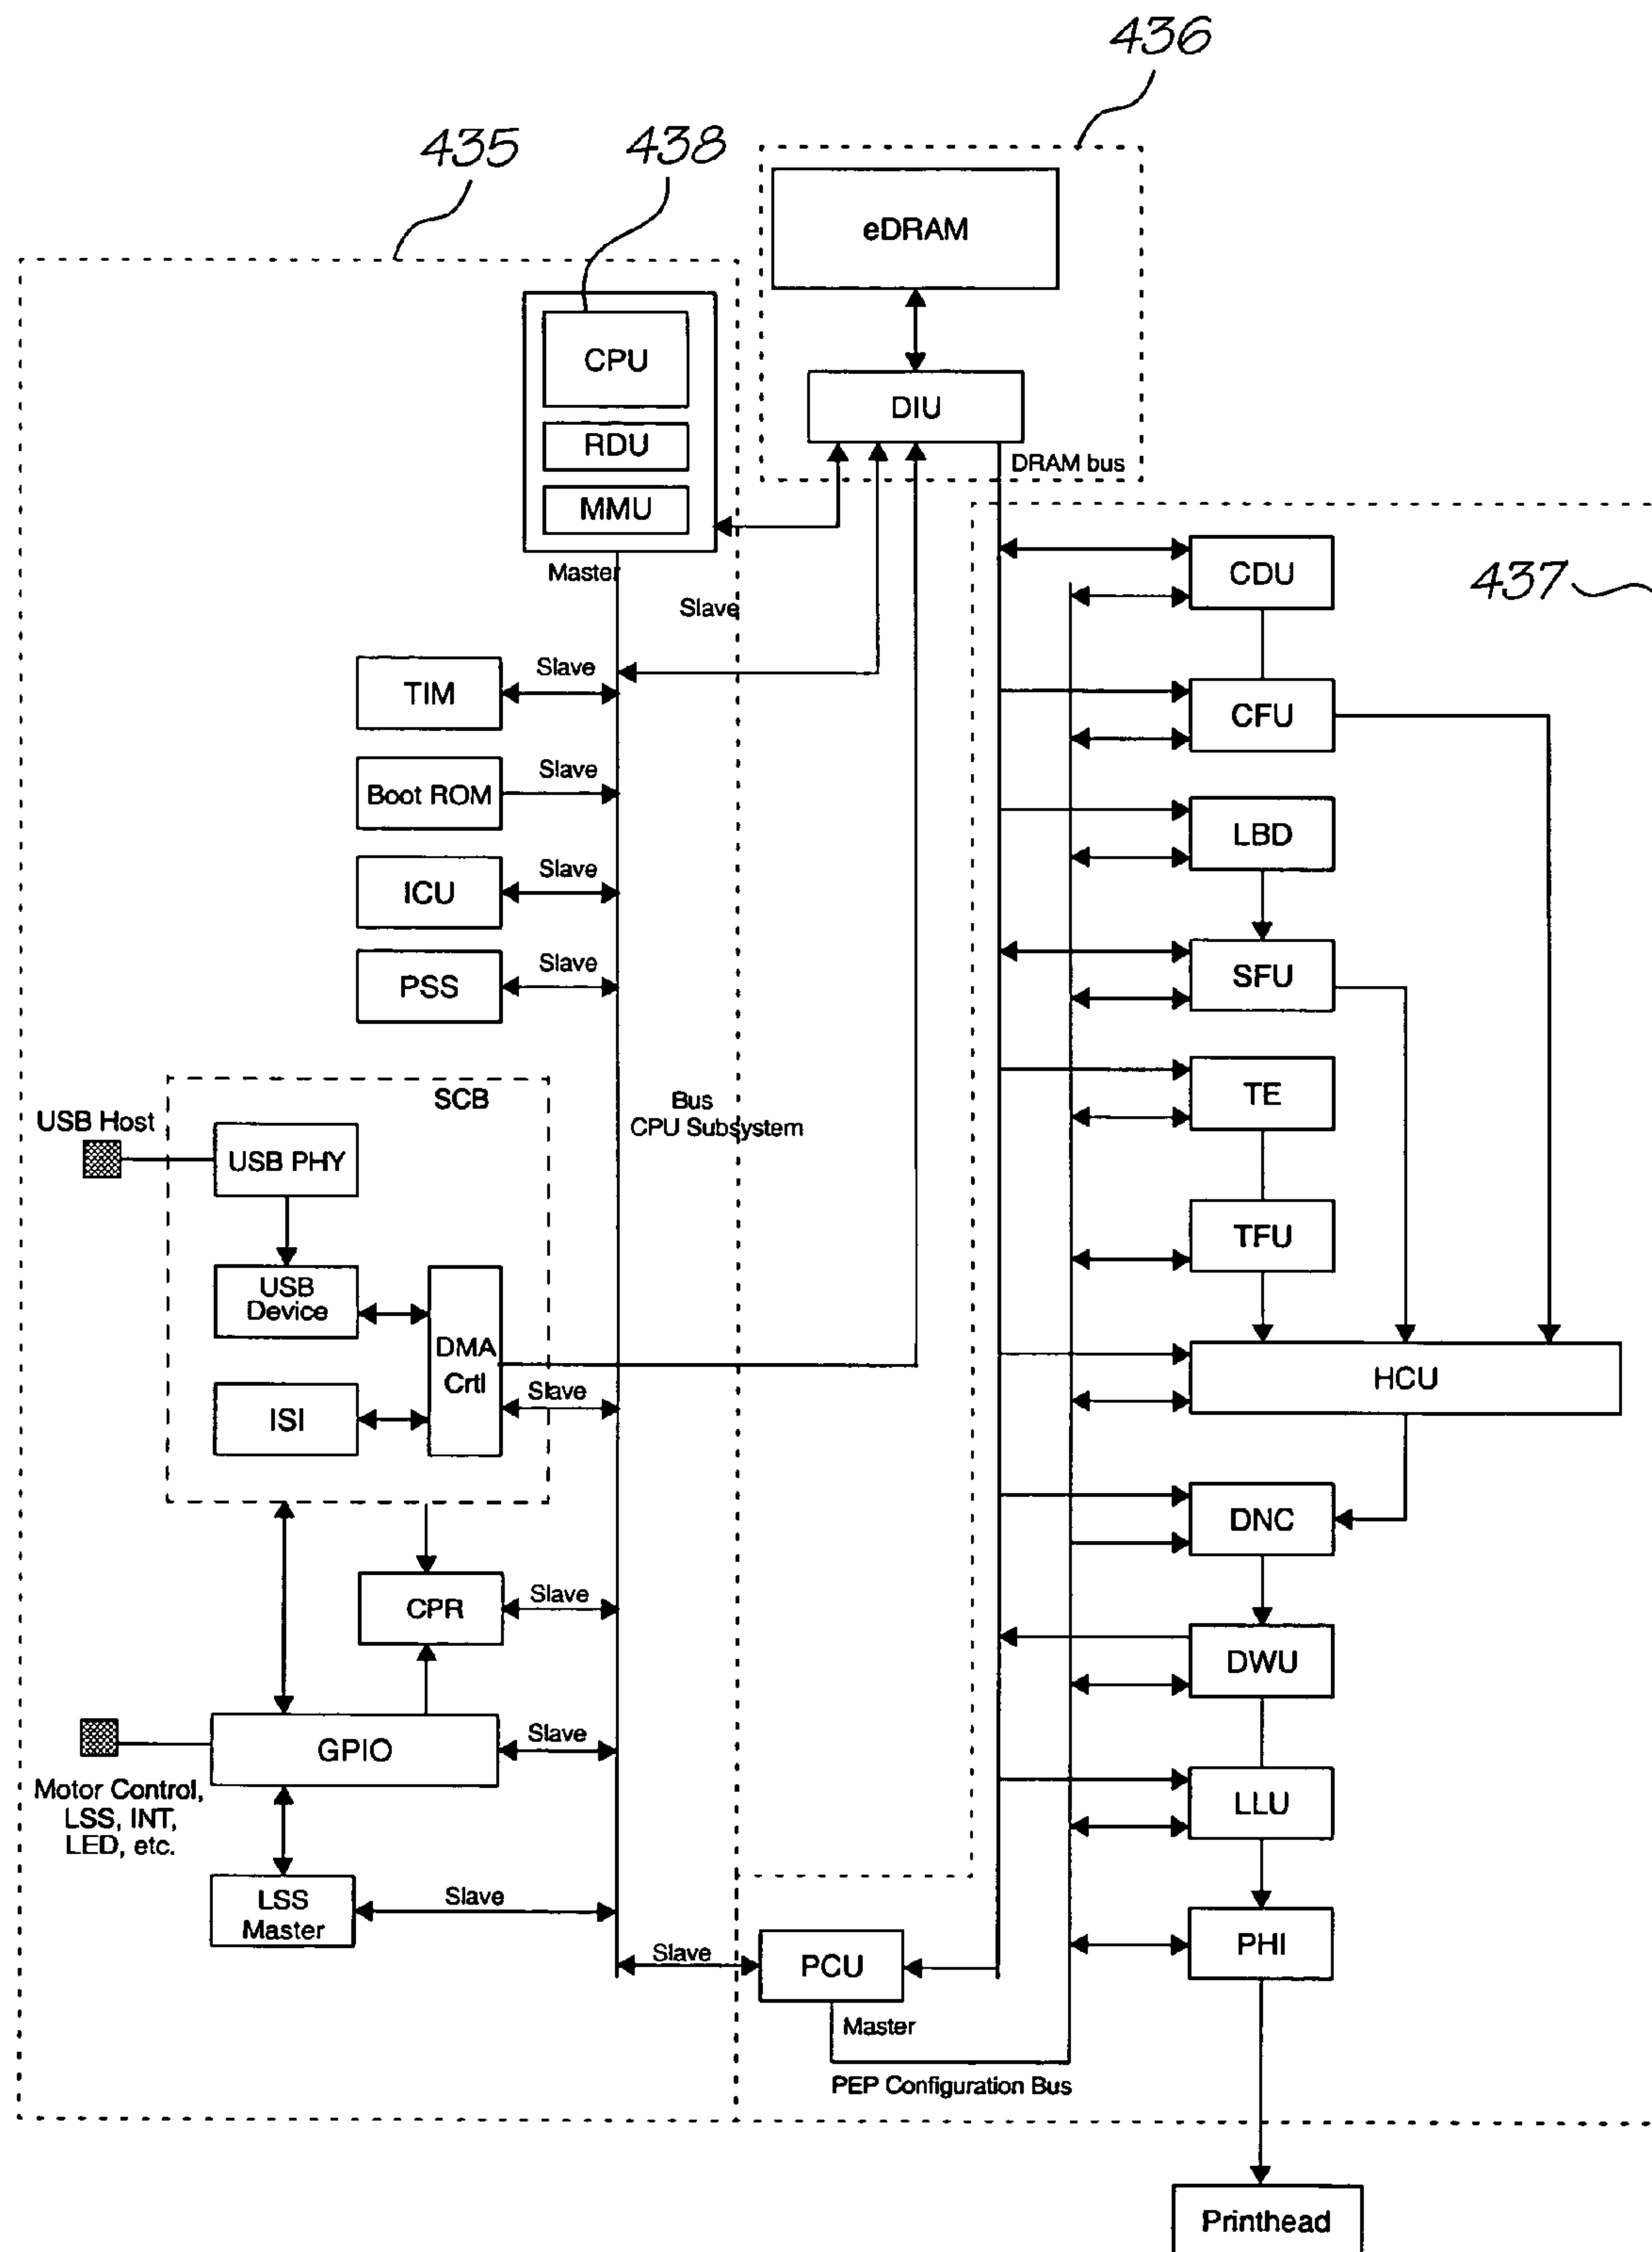 436
435
438
eDRAM
CPU
DIU
RDU
DRAM bus
MMU
CDU
437
Master
Slave
TIM
Slave
CFU
Boot ROM
Slave
LBD
ICU
Slave
PSS
Slave
SFU
SCB
TE
USB Host
Bus
CPU Subsystem
USB PHY
TFU
USB
Device
DMA
Crtl
Slave
HCU
ISI
DNC
CPR
Slave
DWU
GPIO
Slave
Motor Control,
LSS, INT,
LED, etc.
LLU
LSS
Master
Slave
PHI
Slave
PCU
Master
PEP Configuration Bus
Printhead